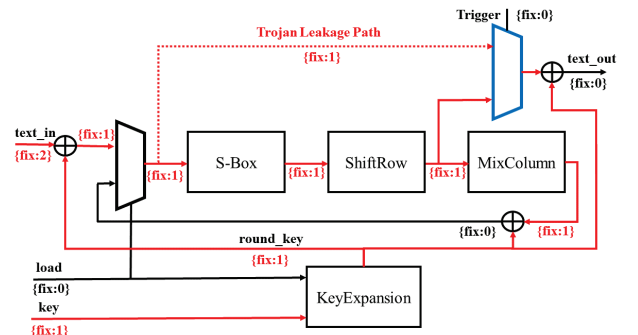 Trigger {fix:0}
Trojan Leakage Path
{fix:1}
text_out
{fix:0}
text_in
{fix:2}
{fix:1}
{fix:1}
S-Box
{fix:1}
ShiftRow
{fix:1}
MixColumn
{fix:0}
{fix:1}
round_key
{fix:1}
load
{fix:0}
KeyExpansion
key
{fix:1}